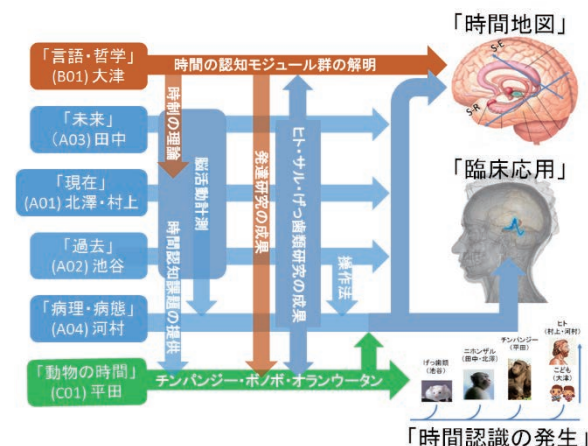 「言語・哲学」
(B01) 大津
「未来」
(A03) 田中
「現在」
(A01) 北澤・村上
「過去」
(A02) 池谷
「病理・病態」
(A04) 河村
「動物の時間」
(C01) 平田
時間の認知モジュール群の解明
時制の理論
脳活動計測
時間認知課題の提供
発達研究の成果
ヒト・サル・げっ歯類研究の成果
操作法
チンパンジー・ボノボ・オランウータン
「時間地図」
S-E
S-R
「臨床応用」
げっ歯類
(池谷)
ニホンザル
(田中・北澤)
チンパンジー
(平田)
ヒト
(村上・河村)
こども
(大津)
「時間認識の発生」